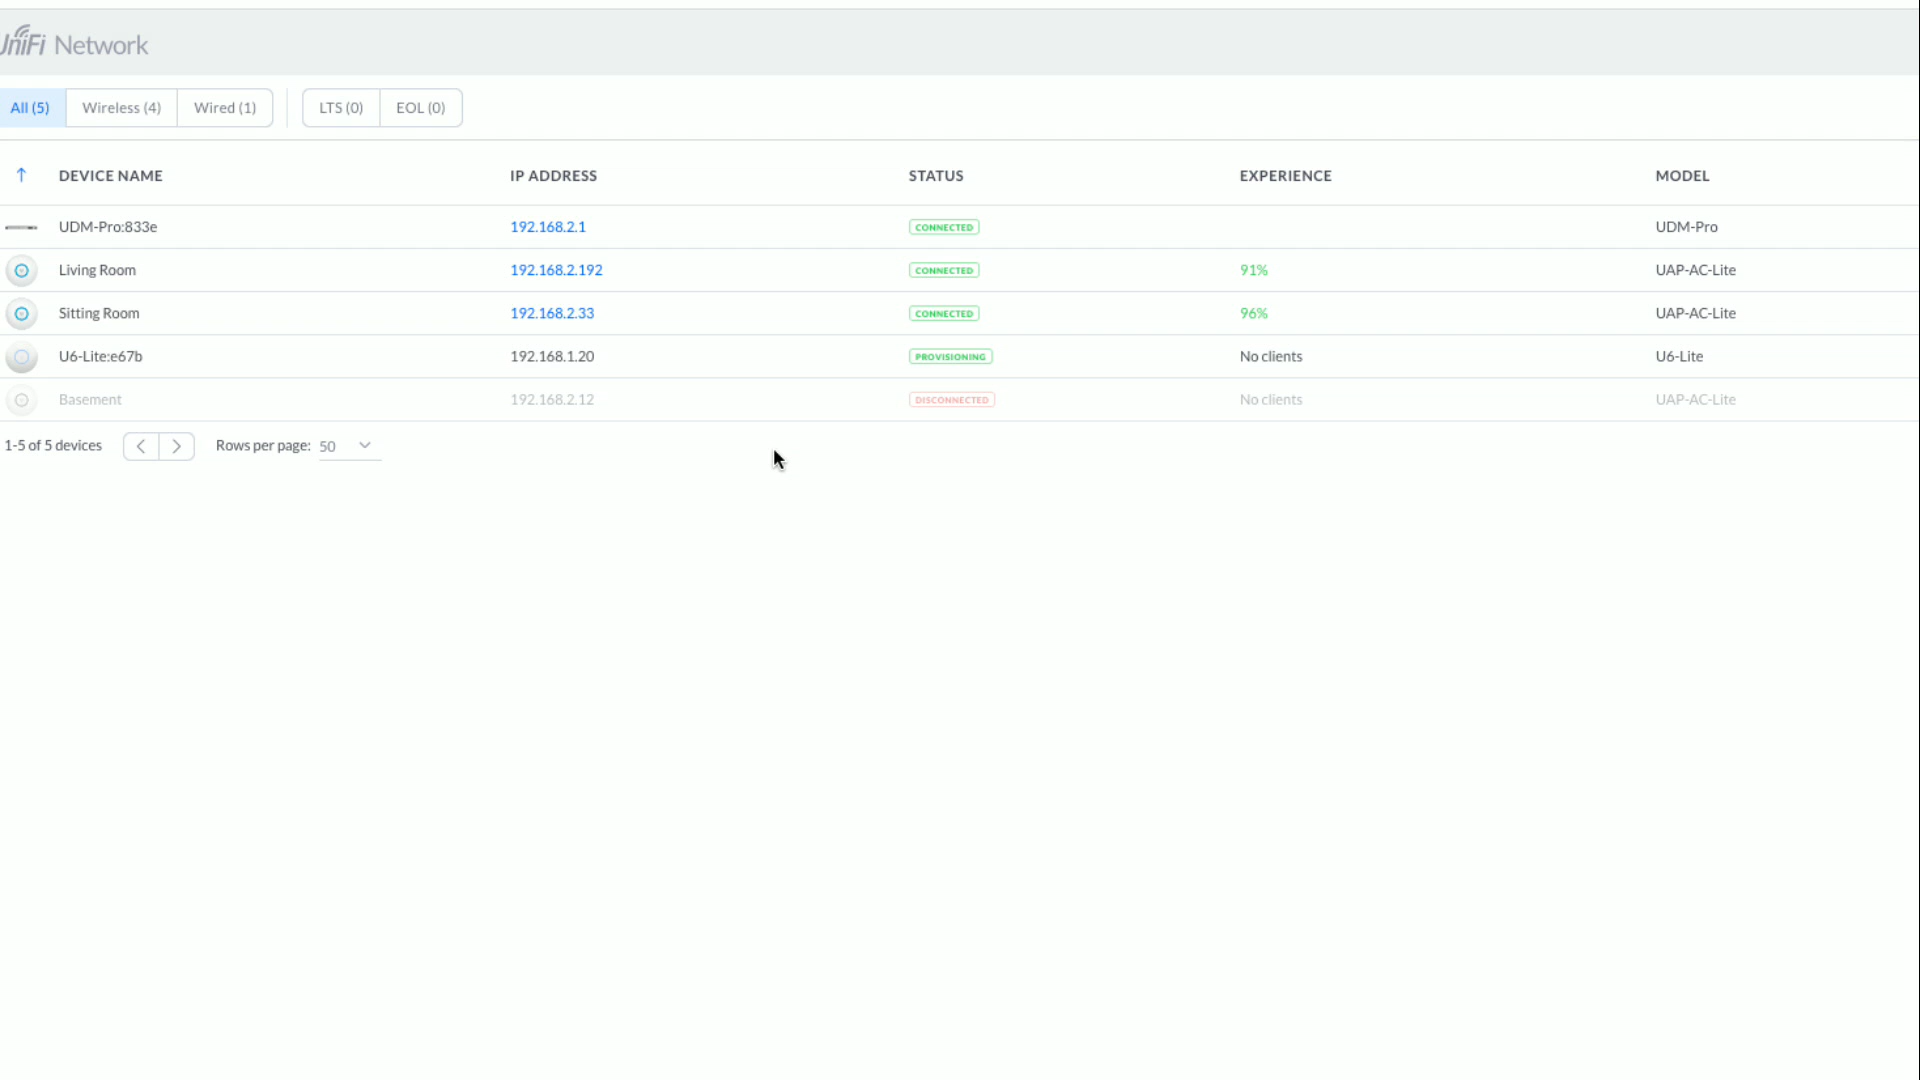 UniFi Network
All (5) Wireless (4) Wired (1) LTS (0) EOL (0)
DEVICE NAME IP ADDRESS STATUS EXPERIENCE MODEL
UDM-Pro:833e 192.168.2.1 CONNECTED UDM-Pro
Living Room 192.168.2.192 CONNECTED 91% UAP-AC-Lite
Sitting Room 192.168.2.33 CONNECTED 96% UAP-AC-Lite
U6-Lite:e67b 192.168.1.20 PROVISIONING No clients U6-Lite
Basement 192.168.2.12 DISCONNECTED No clients UAP-AC-Lite
1-5 of 5 devices Rows per page: 50